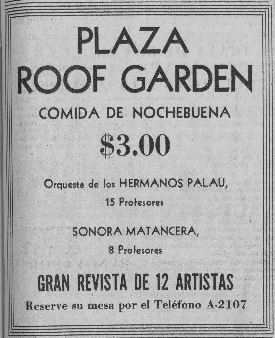 PLAZA
ROOF GARDEN
COMIDA DE NOCHEBUENA
$3.00
Orquesta de los HERMANOS PALAU,
15 Profesores
SONORA MATANCERA,
8 Profesores
GRAN REVISTA DE 12 ARTISTAS
Reserve su mesa por el Teléfono A-2107